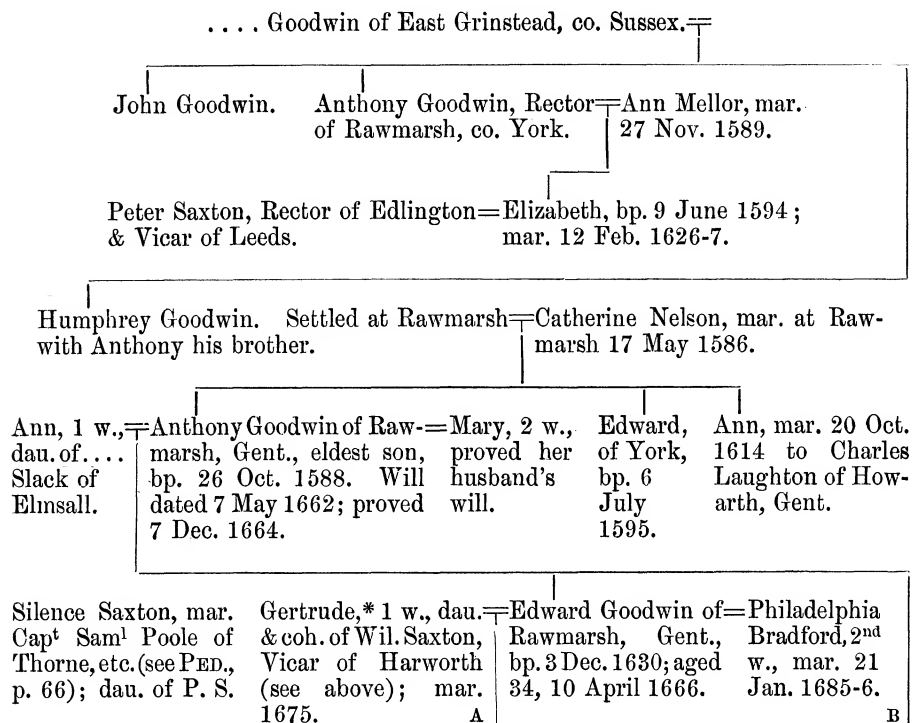 .... Goodwin of East Grinstead, co. Sussex.
John Goodwin.
Anthony Goodwin, Rector
of Rawmarsh, co. York.
Ann Mellor, mar.
27 Nov. 1589.
Peter Saxton, Rector of Edlington
& Vicar of Leeds.
Elizabeth, bp. 9 June 1594;
mar. 12 Feb. 1626-7.
Humphrey Goodwin. Settled at Rawmarsh
with Anthony his brother.
Catherine Nelson, mar. at Raw-
marsh 17 May 1586.
Ann, 1 w.,
dau. of....
Slack of
Elmsall.
Anthony Goodwin of Raw-
marsh, Gent., eldest son,
bp. 26 Oct. 1588. Will
dated 7 May 1662; proved
7 Dec. 1664.
Mary, 2 w.,
proved her
husband's
will.
Edward,
of York,
bp. 6
July
1595.
Ann, mar. 20 Oct.
1614 to Charles
Laughton of How-
arth, Gent.
Silence Saxton, mar.
Capᵗ Samˡ Poole of
Thorne, etc. (see PED.,
p. 66); dau. of P. S.
Gertrude,* 1 w., dau.
& coh. of Wil. Saxton,
Vicar of Harworth
(see above); mar.
1675.
A
Edward Goodwin of
Rawmarsh, Gent.,
bp. 3 Dec. 1630; aged
34, 10 April 1666.
Philadelphia
Bradford, 2ⁿᵈ
w., mar. 21
Jan. 1685-6.
B